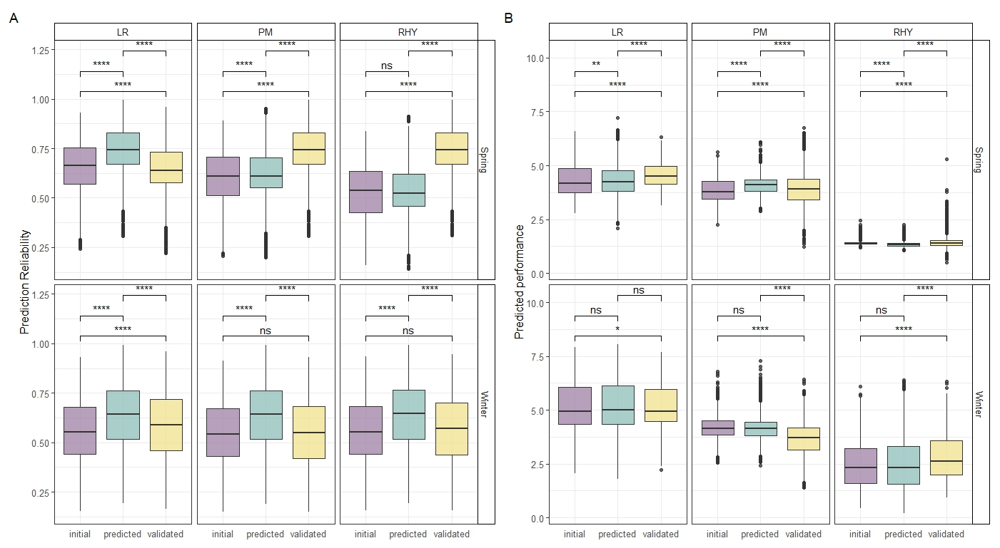 A
B
LR PM RHY
LR PM RHY
**** **** ****
**** **** ns
**** **** ****
1.25
1.00
0.75
0.50
0.25
Spring
**** **** ****
** **** ****
**** **** ****
10.0
7.5
5.0
2.5
0.0
Spring
Prediction Reliability
Predicted performance
**** **** ****
**** **** ****
**** ns ns
1.25
1.00
0.75
0.50
0.25
Winter
ns **** ****
ns ns ns
* **** ****
10.0
7.5
5.0
2.5
0.0
Winter
initial predicted validated initial predicted validated initial predicted validated
initial predicted validated initial predicted validated initial predicted validated